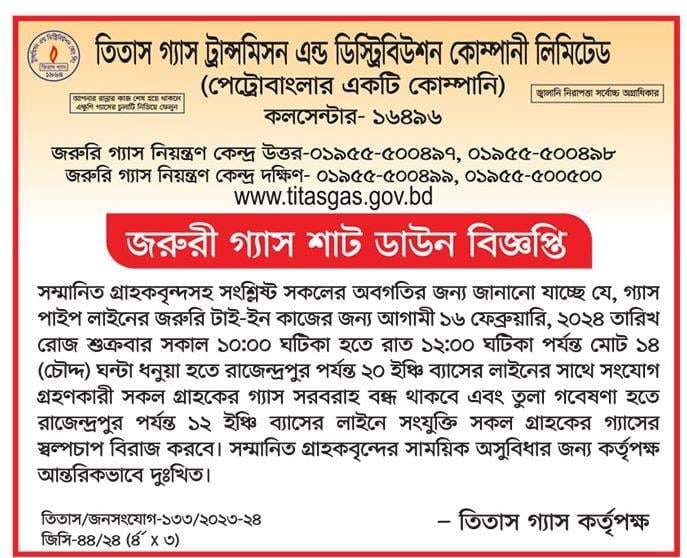 তিতাস গ্যাস ট্রান্সমিসন এন্ড ডিস্ট্রিবিউশন কোম্পানী লিমিটেড
(পেট্রোবাংলার একটি কোম্পানি)
আপনার রান্নার কাজ শেষ হয়ে থাকলে
এক্ষুণি গ্যাসের চুলাটি নিভিয়ে ফেলুন
জ্বালানি নিরাপত্তা সর্বোচ্চ অগ্রাধিকার
কলসেন্টার- ১৬৪৯৬
জরুরি গ্যাস নিয়ন্ত্রণ কেন্দ্র উত্তর-০১৯৫৫-৫০০৪৯৭, ০১৯৫৫-৫০০৪৯৮
জরুরি গ্যাস নিয়ন্ত্রণ কেন্দ্র দক্ষিণ- ০১৯৫৫-৫০০৪৯৯, ০১৯৫৫-৫০০৫০০
www.titasgas.gov.bd
জরুরী গ্যাস শাট ডাউন বিজ্ঞপ্তি
সম্মানিত গ্রাহকবৃন্দসহ সংশ্লিষ্ট সকলের অবগতির জন্য জানানো যাচ্ছে যে, গ্যাস
পাইপ লাইনের জরুরি টাই-ইন কাজের জন্য আগামী ১৬ ফেব্রুয়ারি, ২০২৪ তারিখ
রোজ শুক্রবার সকাল ১০:০০ ঘটিকা হতে রাত ১২:০০ ঘটিকা পর্যন্ত মোট ১৪
(চৌদ্দ) ঘন্টা ধনুয়া হতে রাজেন্দ্রপুর পর্যন্ত ২০ ইঞ্চি ব্যাসের লাইনের সাথে সংযোগ
গ্রহণকারী সকল গ্রাহকের গ্যাস সরবরাহ বন্ধ থাকবে এবং তুলা গবেষণা হতে
রাজেন্দ্রপুর পর্যন্ত ১২ ইঞ্চি ব্যাসের লাইনে সংযুক্তি সকল গ্রাহকের গ্যাসের
স্বল্পচাপ বিরাজ করবে। সম্মানিত গ্রাহকবৃন্দের সাময়িক অসুবিধার জন্য কর্তৃপক্ষ
আন্তরিকভাবে দুঃখিত।
তিতাস/জনসংযোগ-১৩৩/২০২৩-২৪
জিসি-৪৪/২৪ (৪˝ x ৩)
– তিতাস গ্যাস কর্তৃপক্ষ